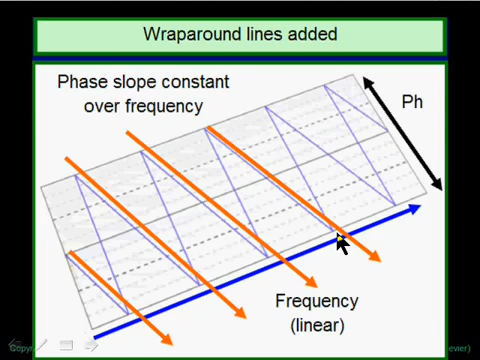 Wraparound lines added
Phase slope constant
over frequency
Ph
Frequency
(linear)